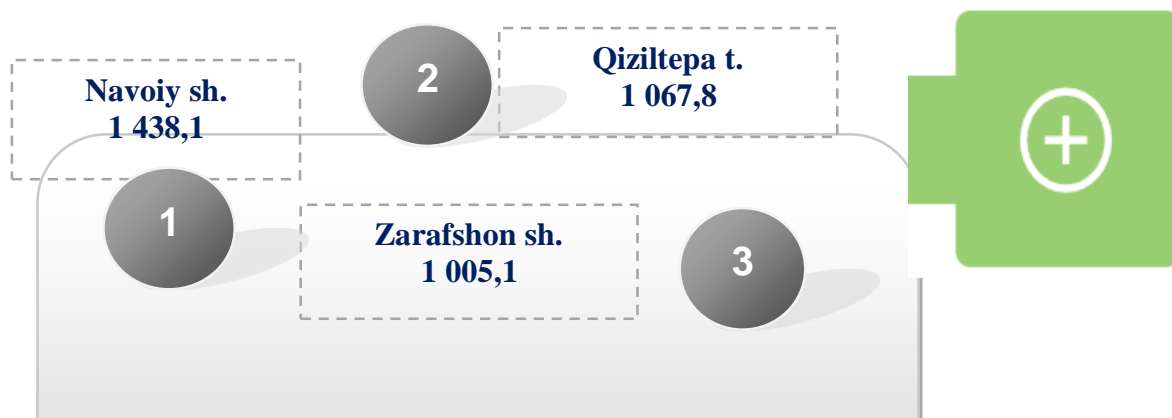 Navoiy sh.
1 438,1
1
2
Qiziltepa t.
1 067,8
Zarafshon sh.
1 005,1
3